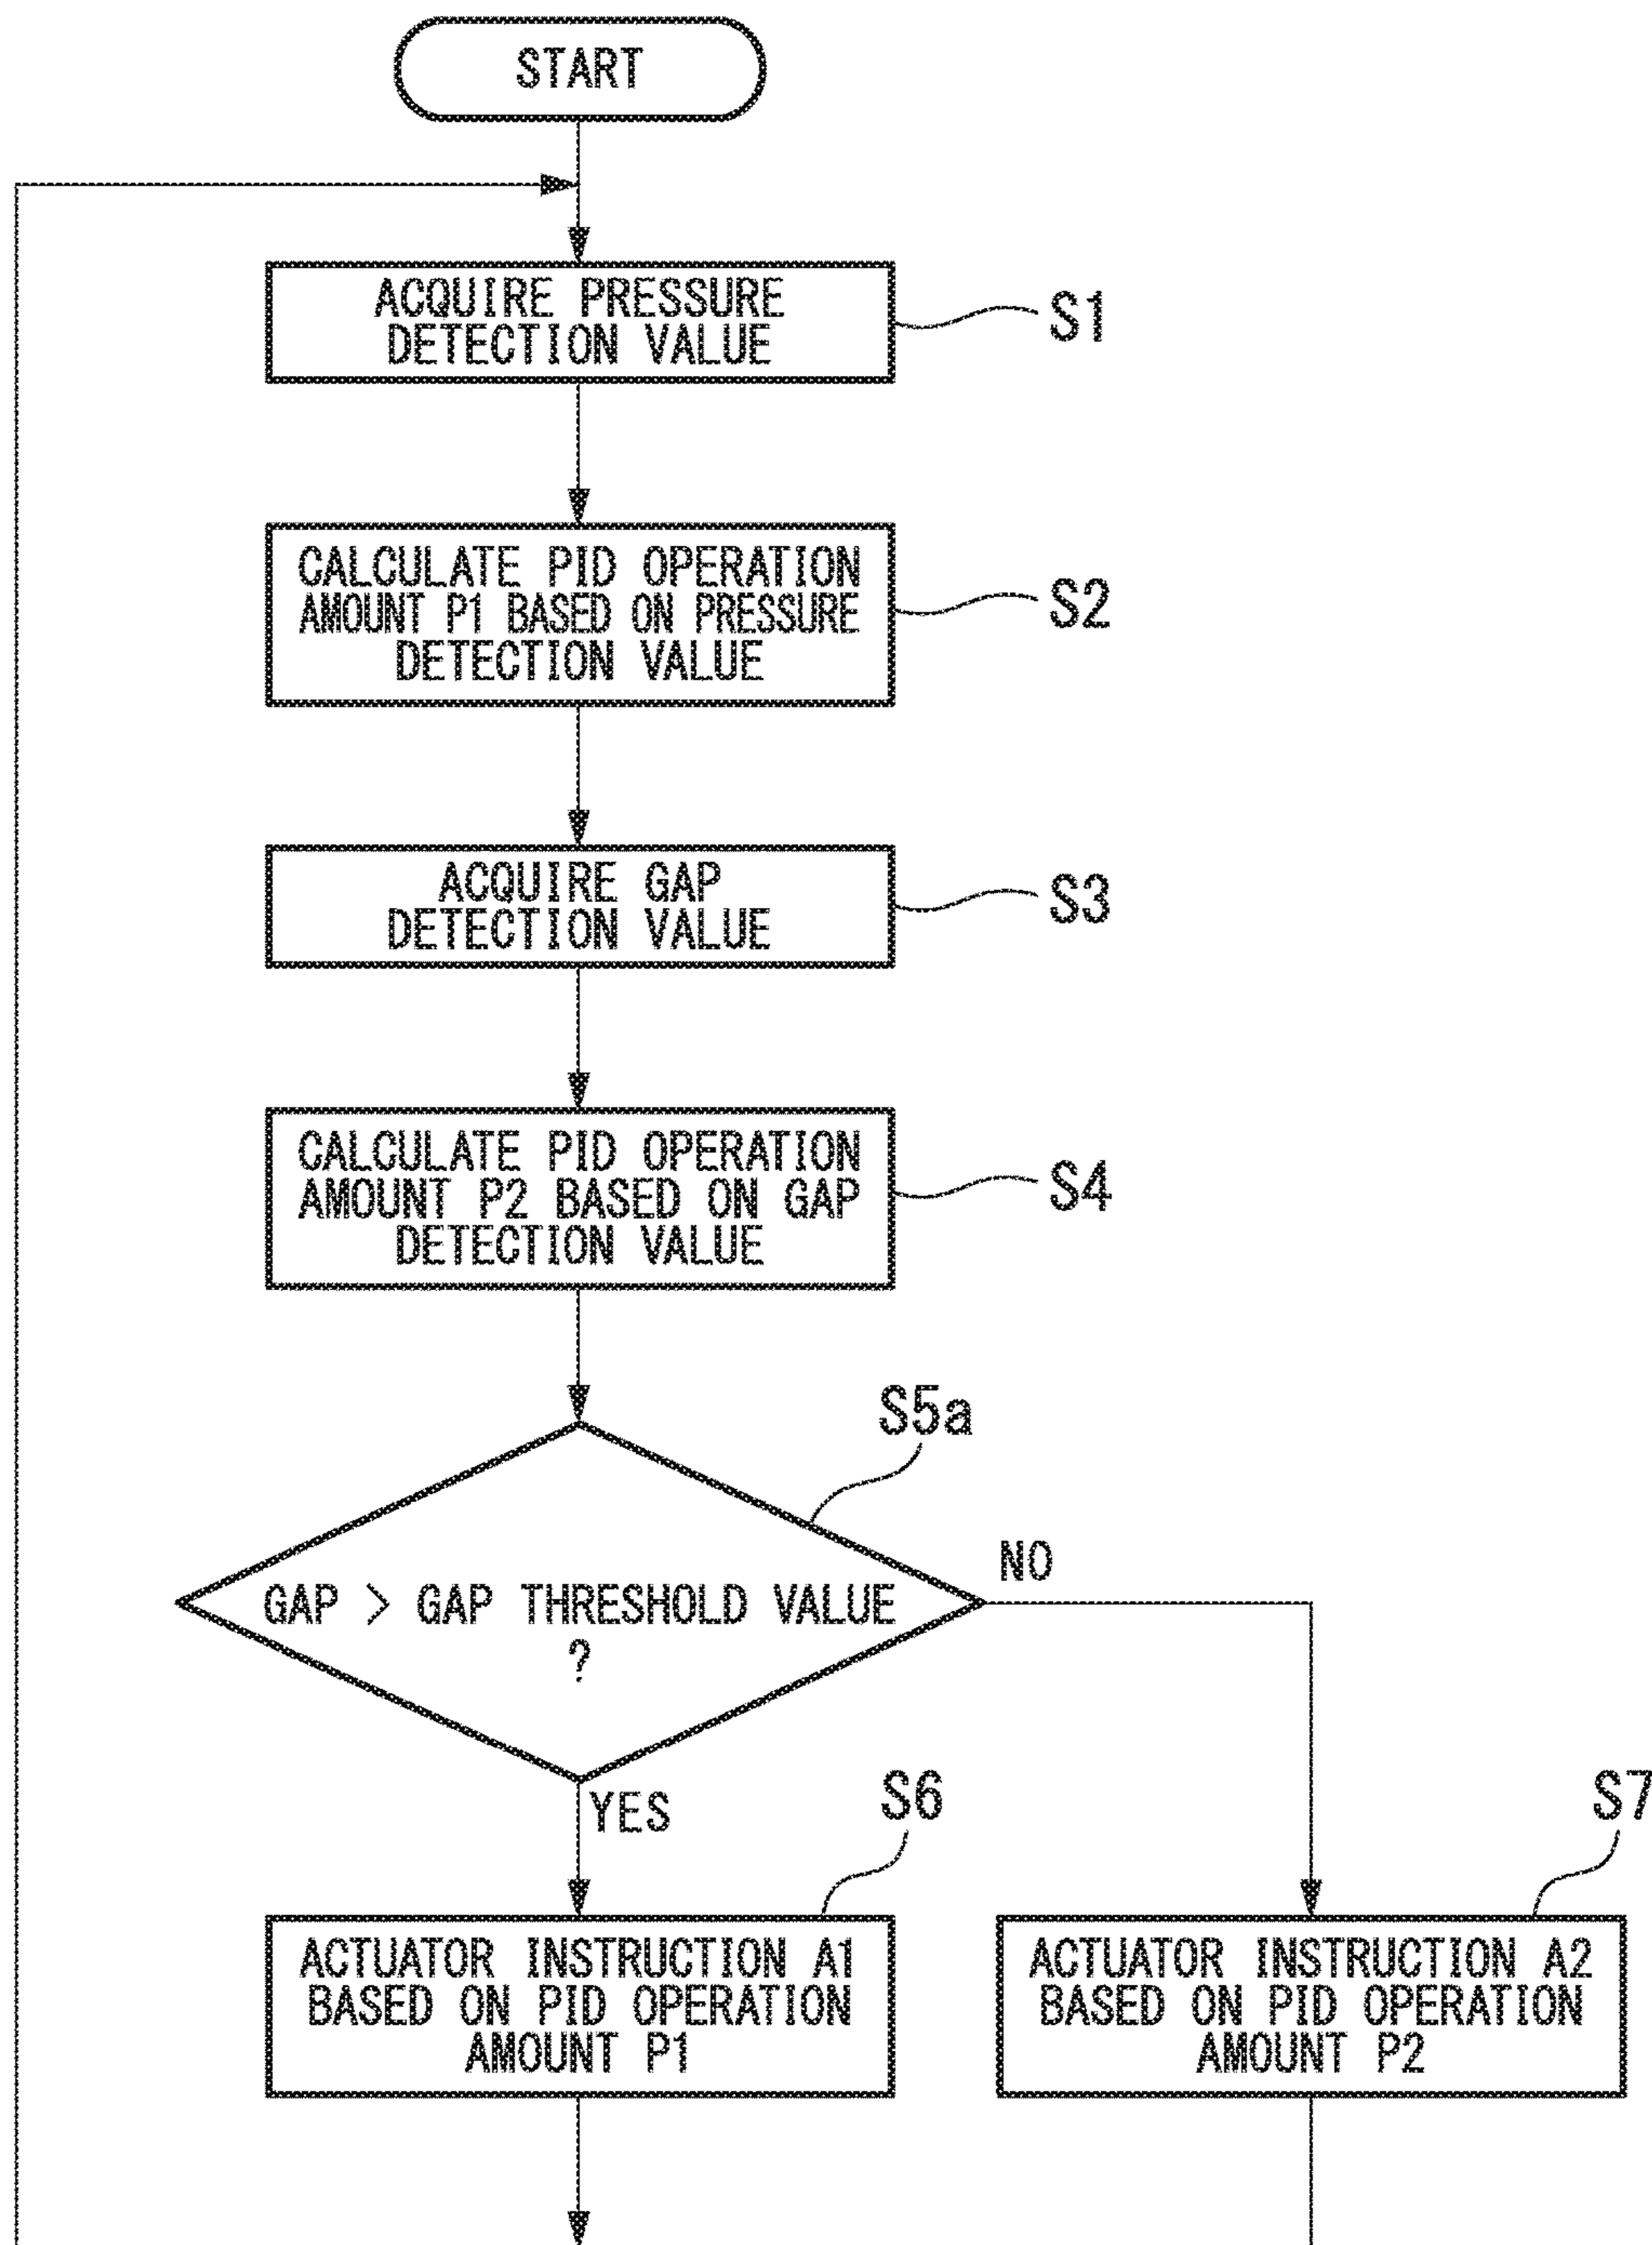 START
ACQUIRE PRESSURE
DETECTION VALUE
S1
CALCULATE PID OPERATION
AMOUNT P1 BASED ON PRESSURE
DETECTION VALUE
S2
ACQUIRE GAP
DETECTION VALUE
S3
CALCULATE PID OPERATION
AMOUNT P2 BASED ON GAP
DETECTION VALUE
S4
S5a
GAP > GAP THRESHOLD VALUE
?
NO
YES
S6
S7
ACTUATOR INSTRUCTION A1
BASED ON PID OPERATION
AMOUNT P1
ACTUATOR INSTRUCTION A2
BASED ON PID OPERATION
AMOUNT P2